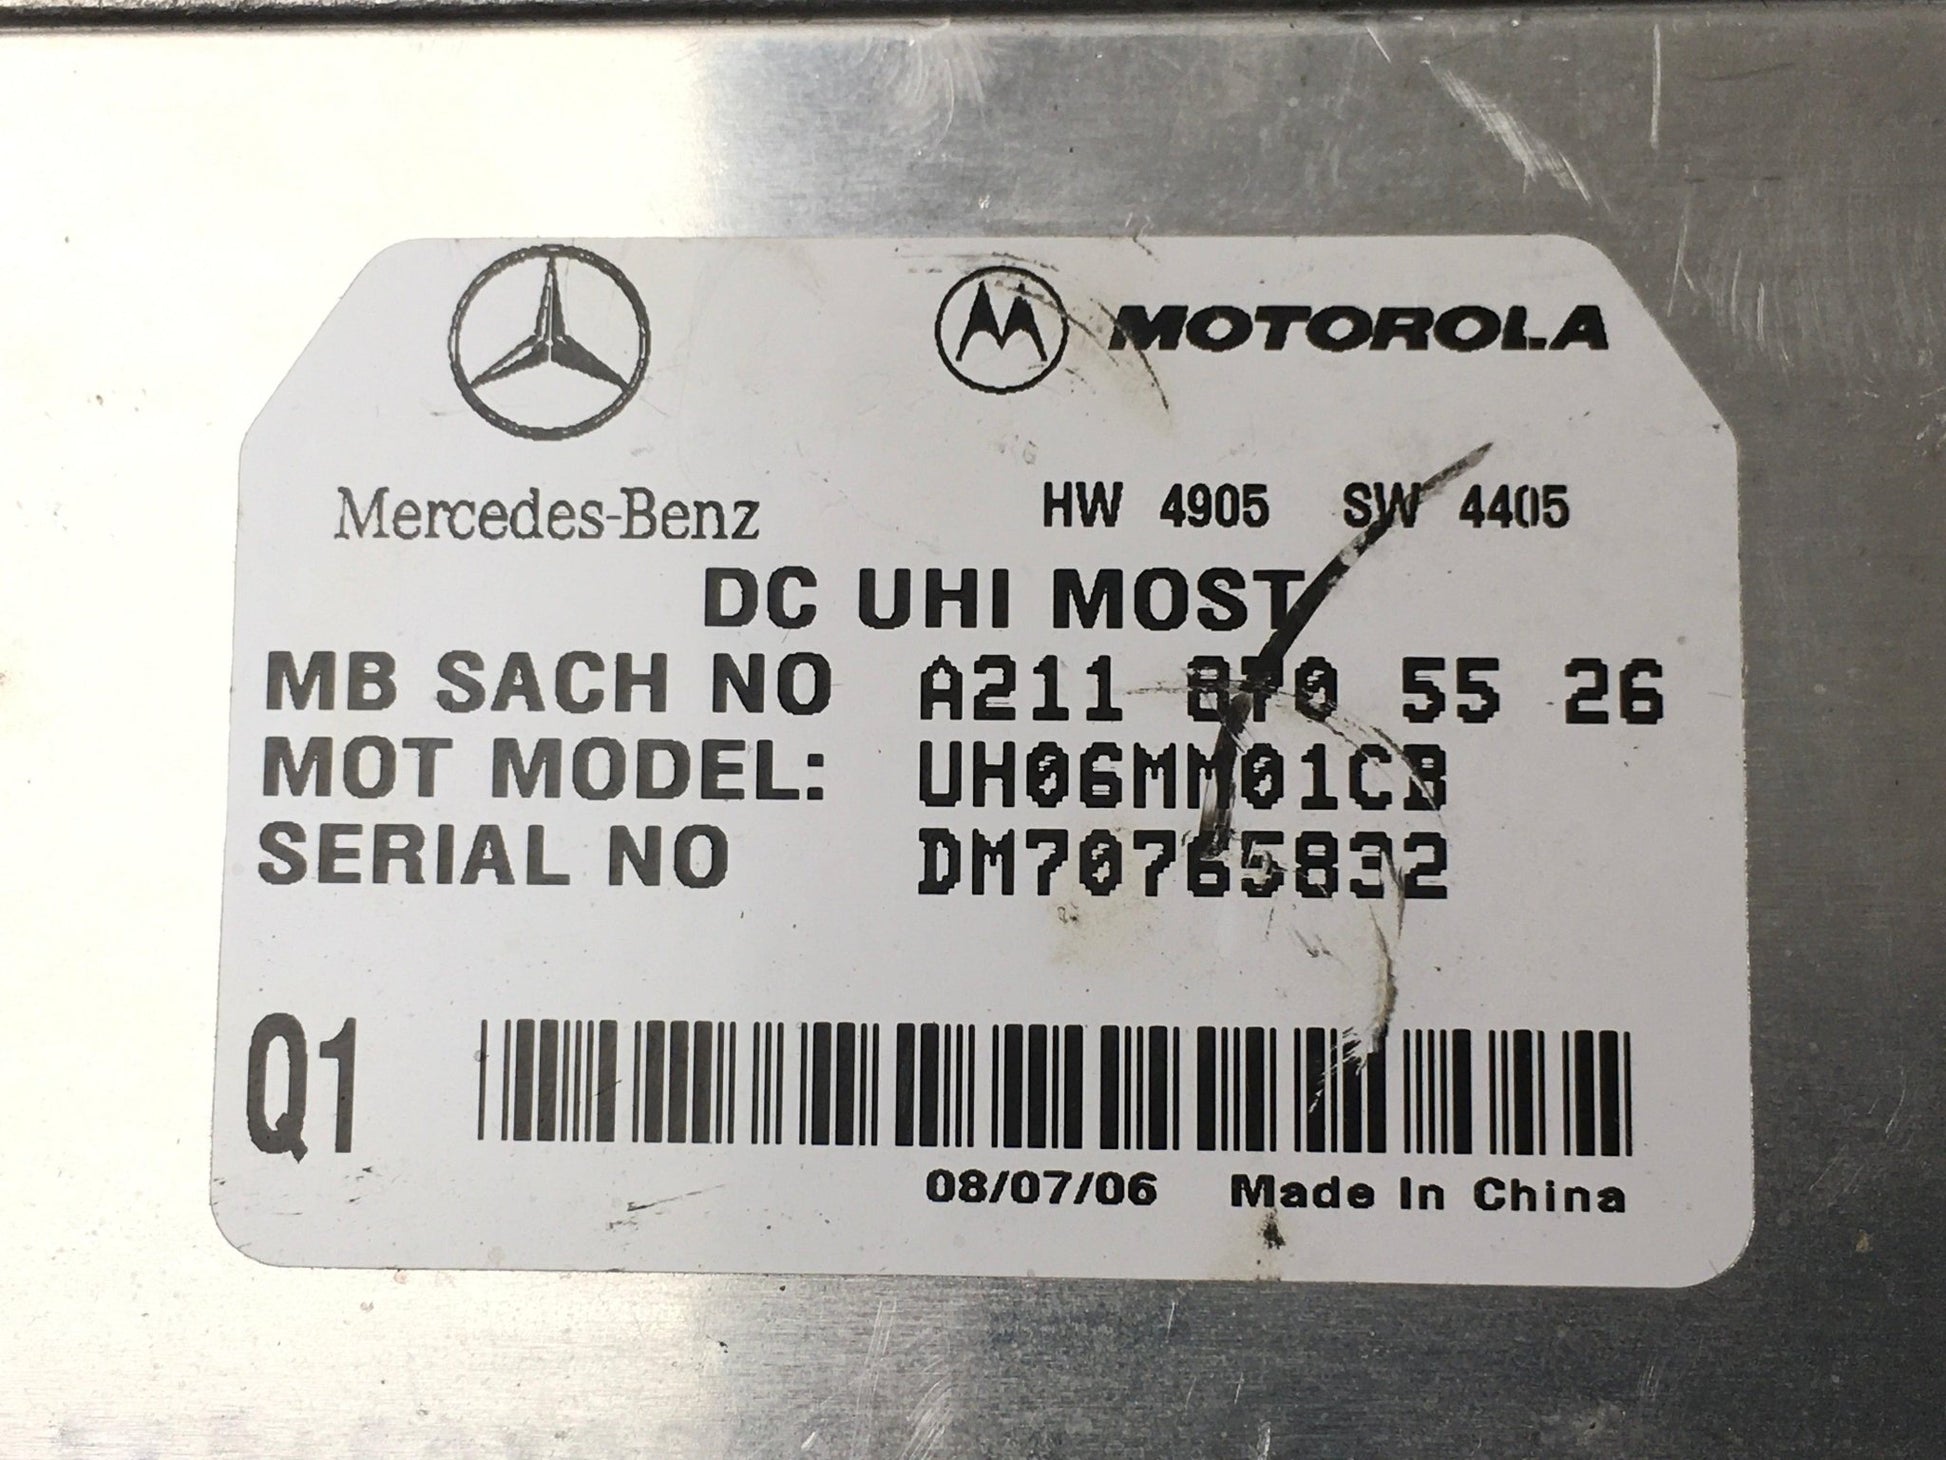 MOTOROLA
Mercedes-Benz
HW 4905 SW 4405
DC UHI MOST
MB SACH NO A211 870 55 26
MOT MODEL: UH06MM01CB
SERIAL NO DM70765832
Q1
08/07/06 Made In China